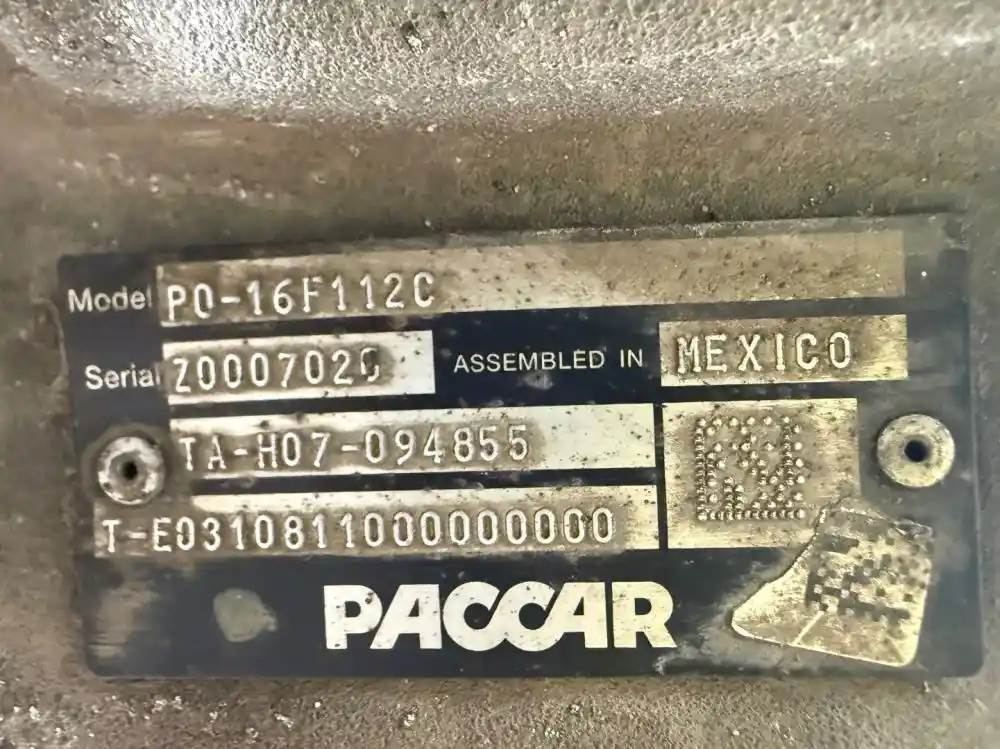 Model PO-16F112C
Serial Z0007020 ASSEMBLED IN MEXICO
TA-H07-094855
T-E03108110000000000
PACCAR